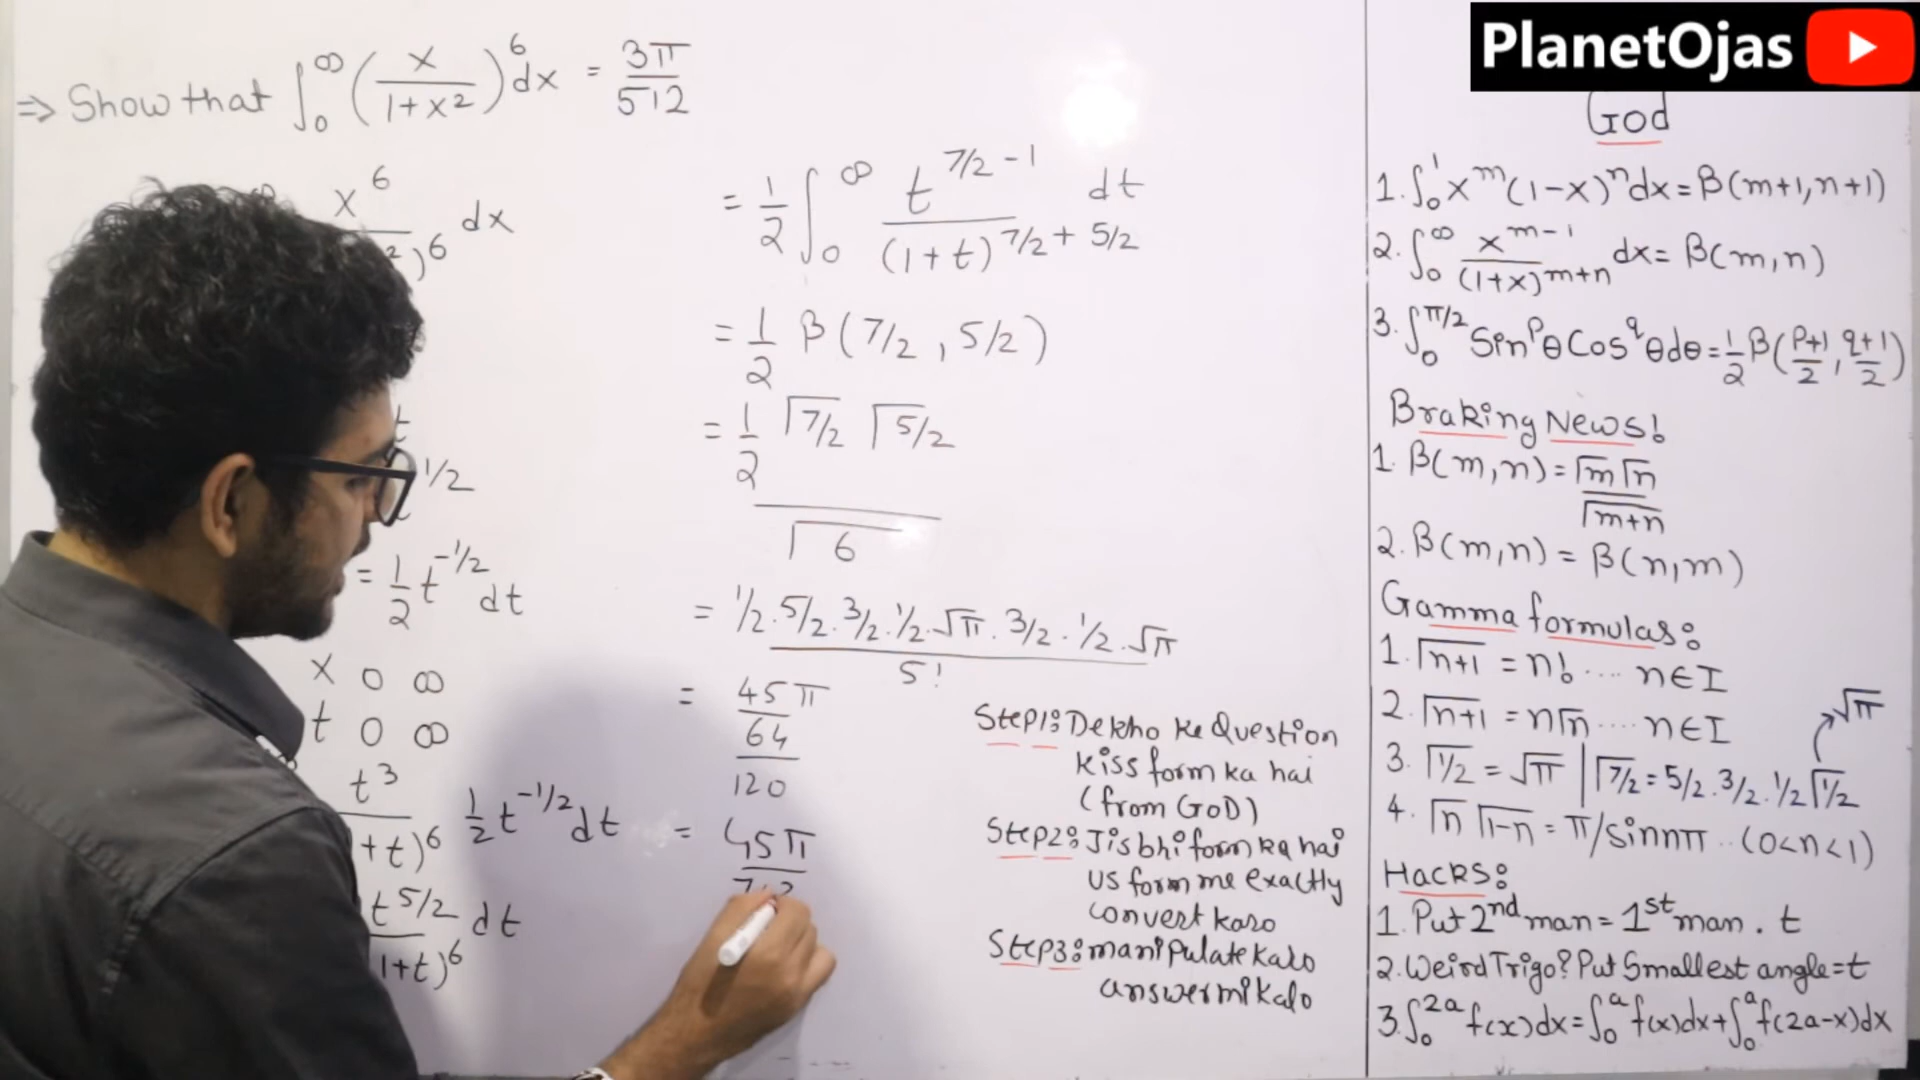 PlanetOjas
⇒ Show that ∫₀^∞ (x/(1+x²))⁶ dx = 3π/512
x⁶
²)⁶ dx
t
1/2
= 1/2 t^(-1/2) dt
x 0 ∞
t 0 ∞
t³
+t)⁶ 1/2 t^(-1/2) dt
t^(5/2) dt
1+t)⁶
= 1/2 ∫₀^∞ t^(7/2 - 1) dt / (1+t)^(7/2 + 5/2)
= 1/2 β(7/2, 5/2)
= 1/2 Γ7/2 Γ5/2
Γ6
= 1/2 . 5/2 . 3/2 . 1/2 . √π . 3/2 . 1/2 . √π
5!
= 45π
64
120
= 45π
Step1: Dekho ke Question
kiss form ka hai
(from GoD)
Step2: Jis bhi form ka hai
us form me exactly
convert karo
Step3: manipulate karo
answer nikalo
God
1. ∫₀¹ x^m (1-x)^n dx = β(m+1, n+1)
2. ∫₀^∞ x^(m-1) / (1+x)^(m+n) dx = β(m,n)
3. ∫₀^(π/2) Sin^p θ Cos^q θ dθ = 1/2 β((p+1)/2, (q+1)/2)
Braking News!
1. β(m,n) = Γm Γn / Γm+n
2. β(m,n) = β(n,m)
Gamma formulas:
1. Γn+1 = n! .... n∈I
2. Γn+1 = nΓn .... n∈I
√π
3. Γ1/2 = √π | Γ7/2 = 5/2 . 3/2 . 1/2 Γ1/2
4. Γn Γ1-n = π/sin nπ .. (0<n<1)
Hacks:
1. Put 2nd man = 1st man . t
2. Weird Trigo? Put Smallest angle = t
3. ∫₀^2a f(x)dx = ∫₀^a f(x)dx + ∫₀^a f(2a-x)dx